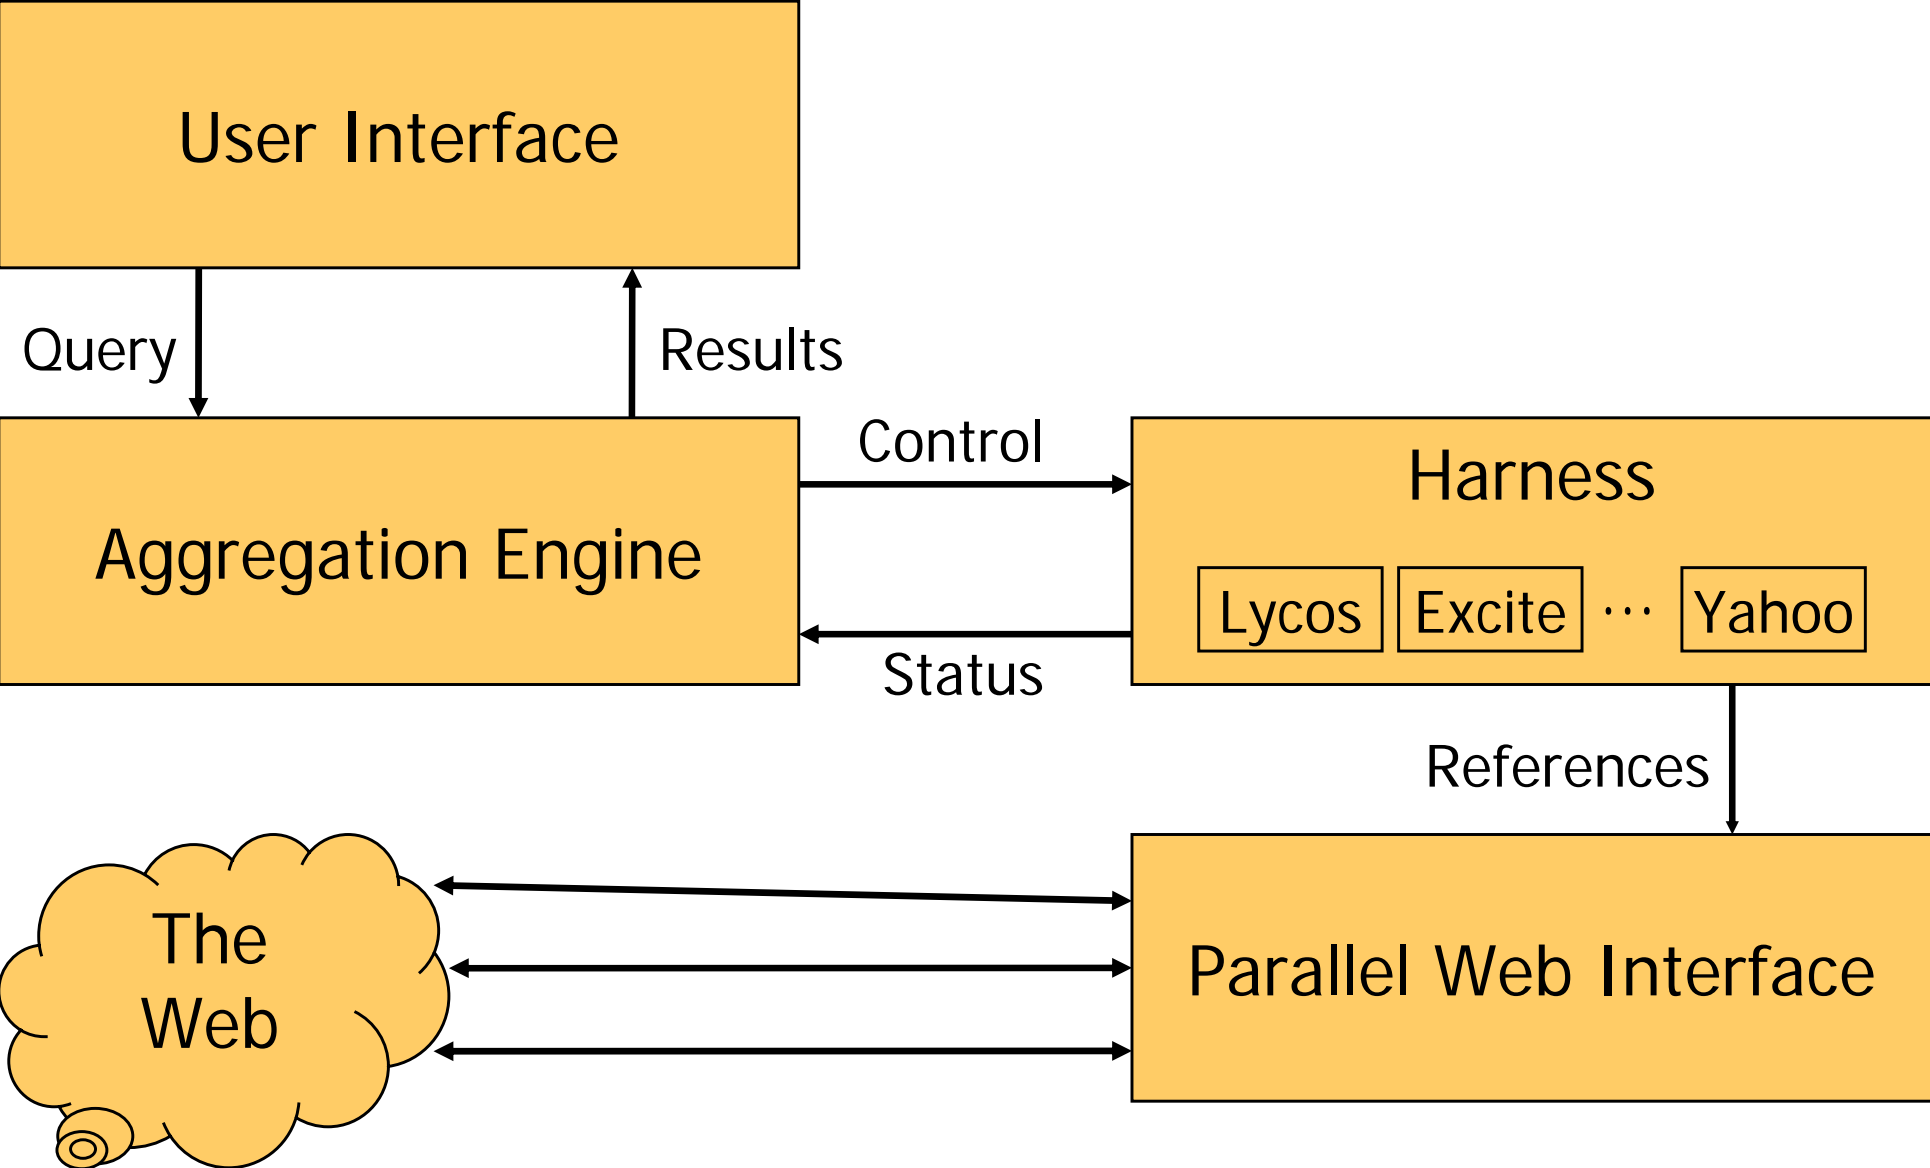 User Interface
Query
Results
Control
Aggregation Engine
Status
Harness
Lycos
Excite
...
Yahoo
References
The
Web
Parallel Web Interface